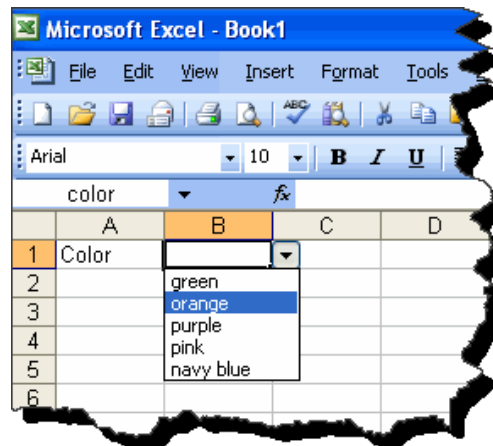 Microsoft Excel - Book1
File Edit View Insert Format Tools
ABC
Arial 10 B I U
color fx
A B C D
1 Color
2 green
orange
3 purple
4 pink
5 navy blue
6